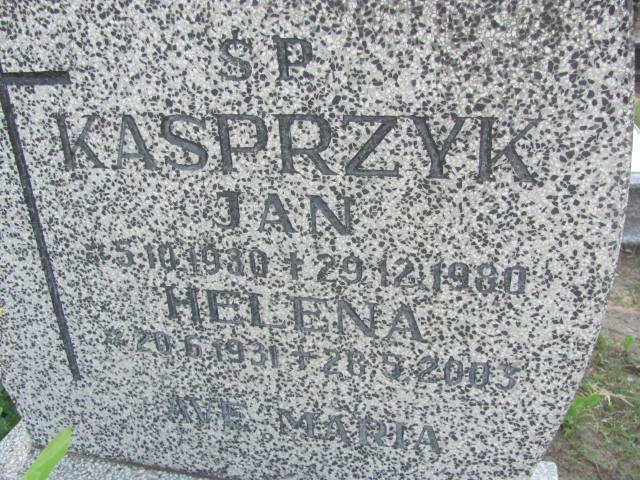 ŚP
KASPRZYK
JAN
*5.10.1930 +29.12.1980
HELENA
*20.6.1931+28.5.2003
AVE MARIA